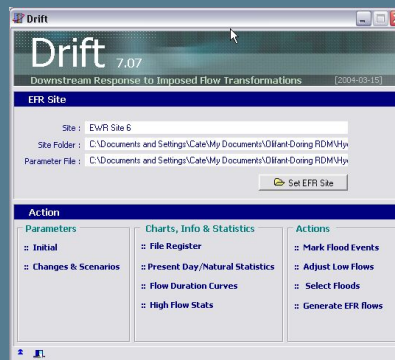 Drift
Drift 7.07
Downstream Response to Imposed Flow Transformations [2004-03-15]
EFR Site
Site : EWR Site 6
Site Folder : C:\Documents and Settings\Cate\My Documents\Olifant-Doring RDM\Hy
Parameter File : C:\Documents and Settings\Cate\My Documents\Olifant-Doring RDM\Hy
Set EFR Site
Action
Parameters
:: Initial
:: Changes & Scenarios
Charts, Info & Statistics
:: File Register
:: Present Day/Natural Statistics
:: Flow Duration Curves
:: High Flow Stats
Actions
:: Mark Flood Events
:: Adjust Low Flows
:: Select Floods
:: Generate EFR flows